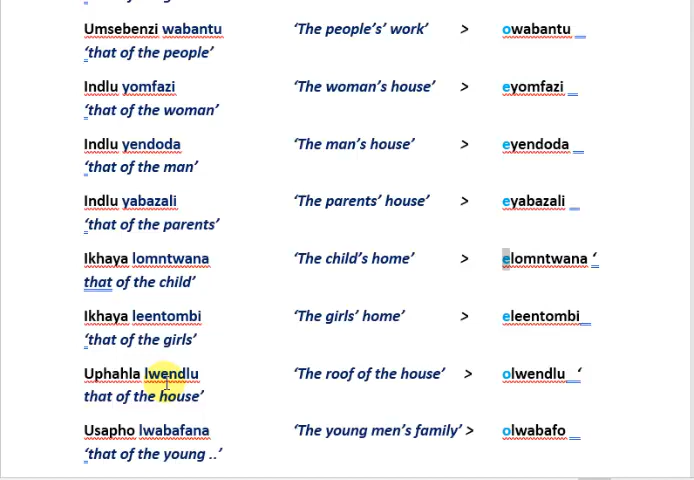 Umsebenzi wabantu ‘The people’s’ work’ > owabantu
‘that of the people’
Indlu yomfazi ‘The woman’s house’ > eyomfazi
‘that of the woman’
Indlu yendoda ‘The man’s house’ > eyendoda
‘that of the man’
Indlu yabazali ‘The parents’ house’ > eyabazali
‘that of the parents’
Ikhaya lomntwana ‘The child’s home’ > elomntwana ‘
that of the child’
Ikhaya leentombi ‘The girls’ home’ > eleentombi
‘that of the girls’
Uphahla lwendlu ‘The roof of the house’ > olwendlu ‘
that of the house’
Usapho lwabafana ‘The young men’s family’ > olwabafo
‘that of the young ..’